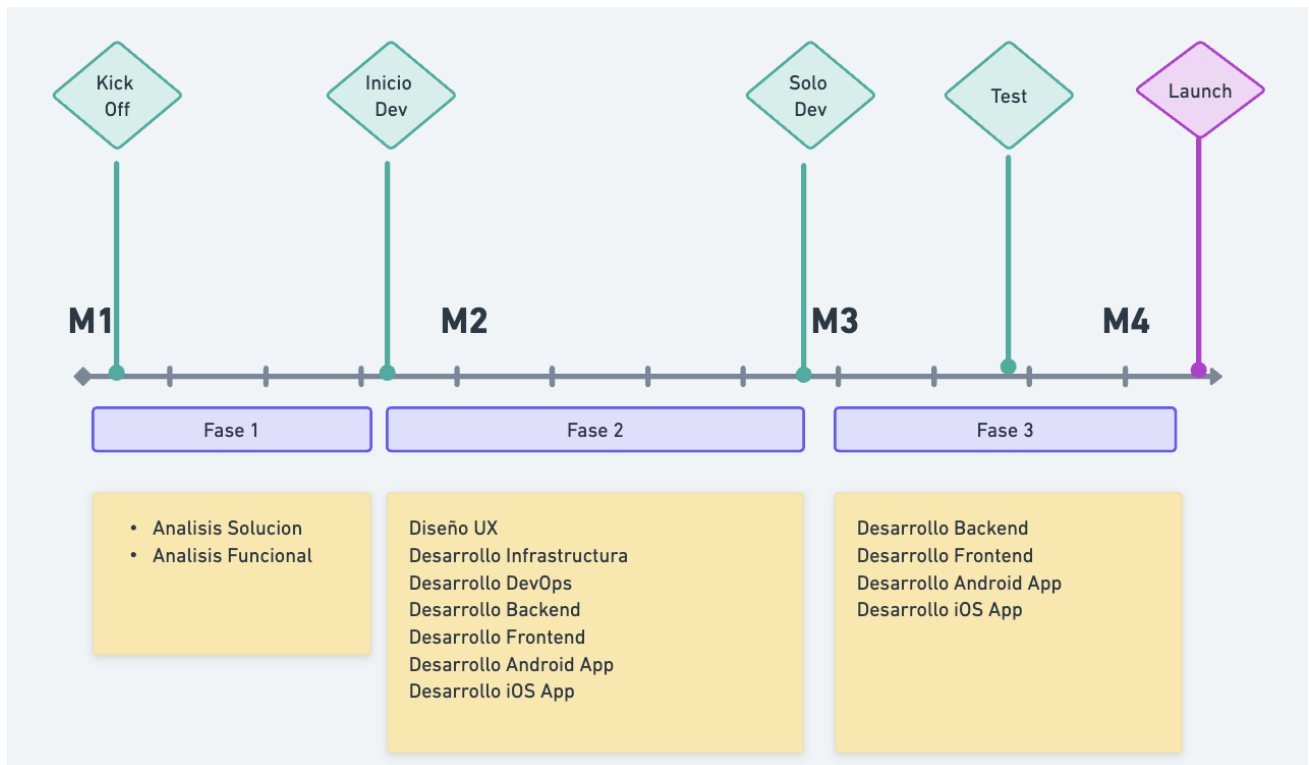 Kick
Off
Inicio
Dev
Solo
Dev
Test
Launch
M1
M2
M3
M4
Fase 1
Fase 2
Fase 3
• Analisis Solucion
• Analisis Funcional
Diseño UX
Desarrollo Infrastructura
Desarrollo DevOps
Desarrollo Backend
Desarrollo Frontend
Desarrollo Android App
Desarrollo iOS App
Desarrollo Backend
Desarrollo Frontend
Desarrollo Android App
Desarrollo iOS App